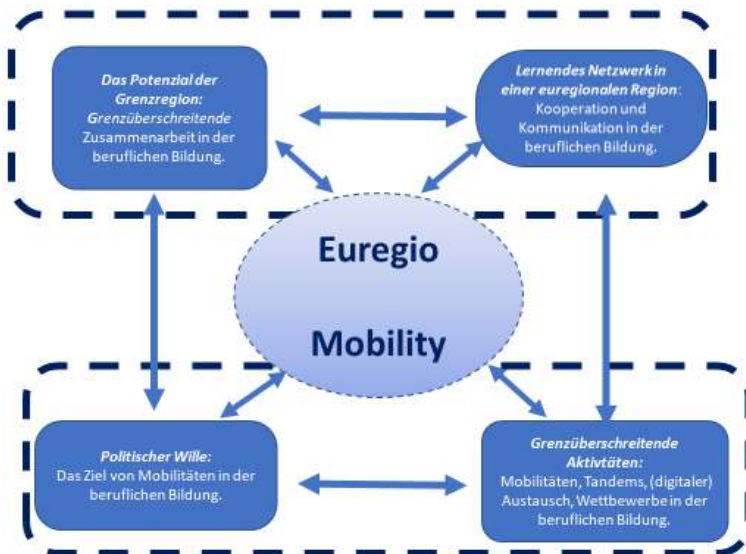 Das Potenzial der
Grenzregion:
Grenzüberschreitende
Zusammenarbeit in der
beruflichen Bildung.
Lernendes Netzwerk in
einer euregionalen Region:
Kooperation und
Kommunikation in der
beruflichen Bildung.
Euregio
Mobility
Politischer Wille:
Das Ziel von Mobilitäten in der
beruflichen Bildung.
Grenzüberschreitende
Aktivtäten:
Mobilitäten, Tandems, (digitaler)
Austausch, Wettbewerbe in der
beruflichen Bildung.